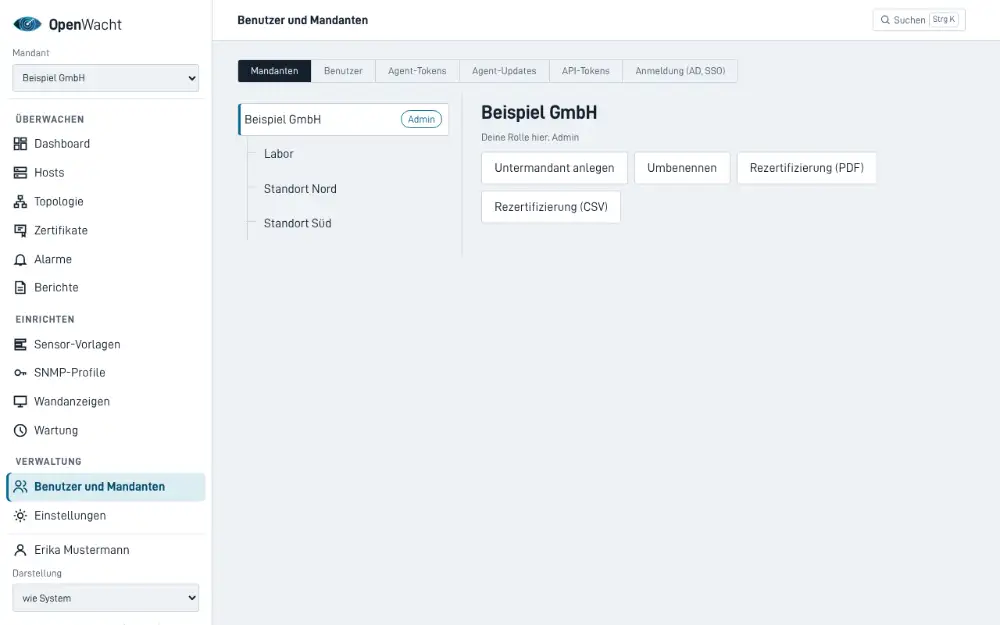 OpenWacht
Mandant
Beispiel GmbH
ÜBERWACHEN
Dashboard
Hosts
Topologie
Zertifikate
Alarme
Berichte
EINRICHTEN
Sensor-Vorlagen
SNMP-Profile
Wandanzeigen
Wartung
VERWALTUNG
Benutzer und Mandanten
Einstellungen
Erika Mustermann
Darstellung
wie System
Benutzer und Mandanten
Suchen Strg K
Mandanten Benutzer Agent-Tokens Agent-Updates API-Tokens Anmeldung (AD, SSO)
Beispiel GmbH Admin
Labor
Standort Nord
Standort Süd
Beispiel GmbH
Deine Rolle hier: Admin
Untermandant anlegen Umbenennen Rezertifizierung (PDF)
Rezertifizierung (CSV)